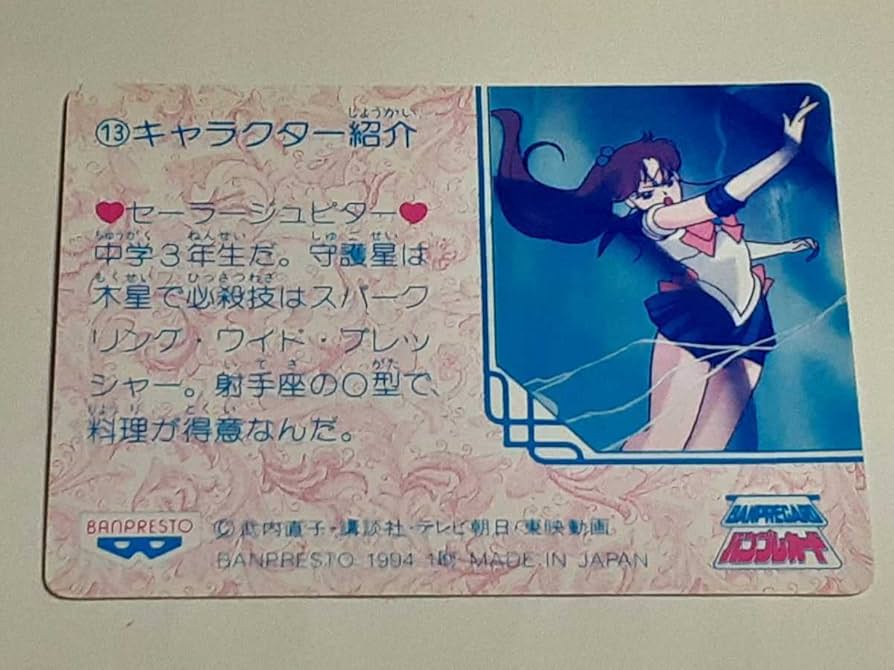 ⑬キャラクター紹介
しょうかい
♥セーラージュピター♥
ちゅうがく ねんせい しゅごせい
中学3年生だ。守護星は
もくせい ひっさつわざ
木星で必殺技はスパーク
リング・ワイド・プレッ
シャー。射手座のO型で、
いてざ がた
料理が得意なんだ。
りょうり とくい
BANPRESTO
©武内直子・講談社・テレビ朝日・東映動画
BANPRESTO 1994 MADE IN JAPAN
BANPRECARD
バンプレカード